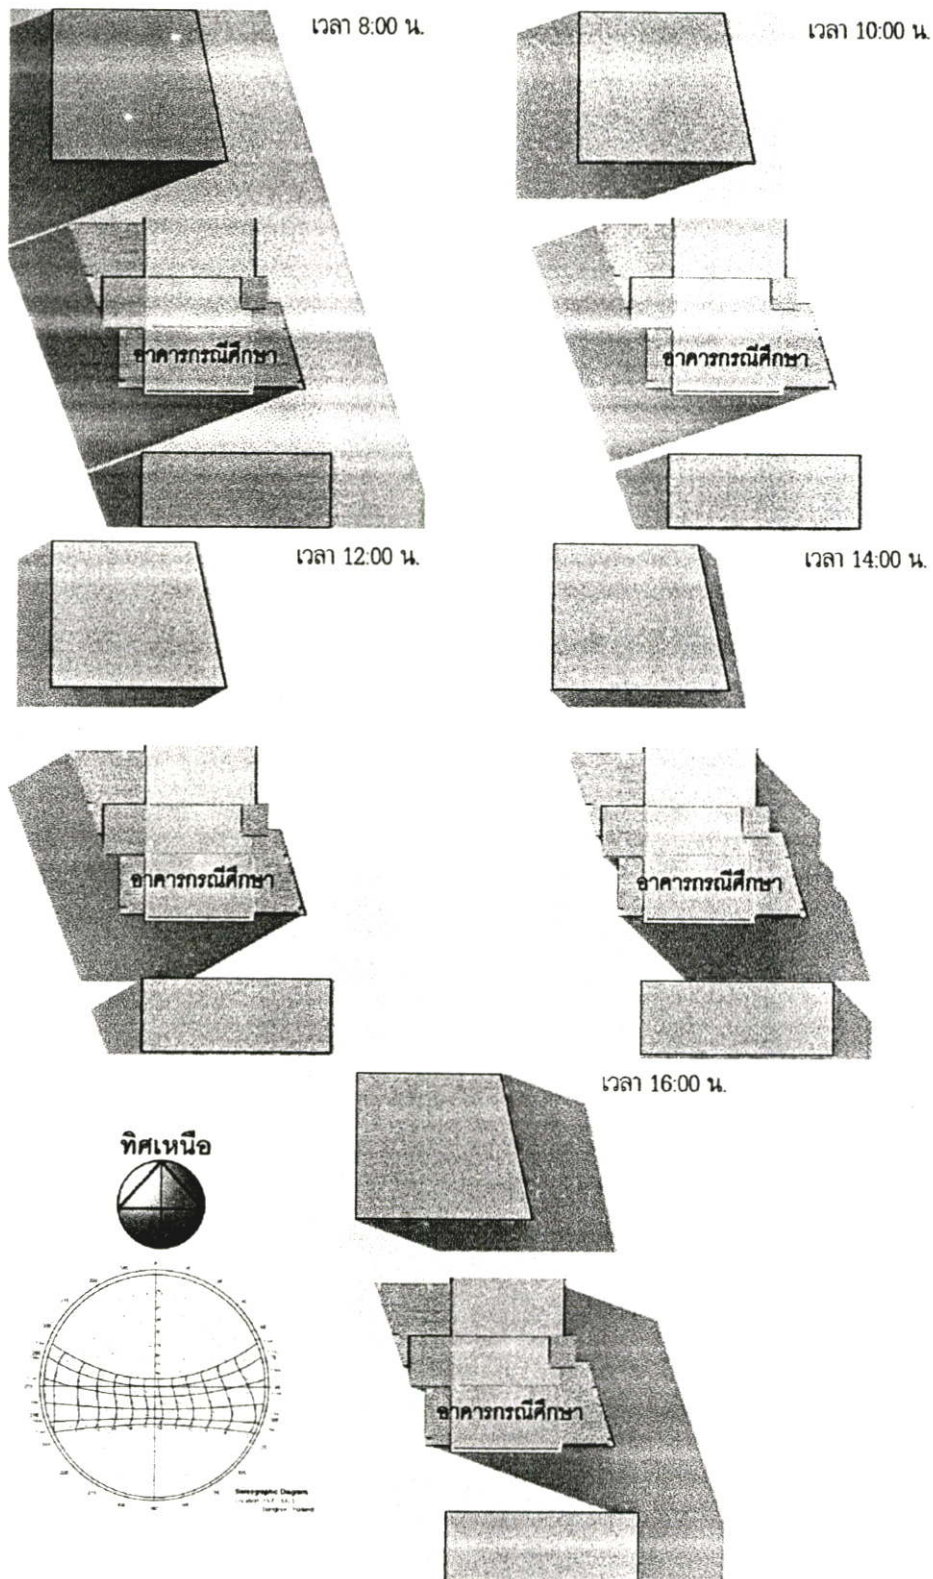 เวลา 8:00 น.
เวลา 10:00 น.
อาคารกรณีศึกษา
อาคารกรณีศึกษา
เวลา 12:00 น.
เวลา 14:00 น.
อาคารกรณีศึกษา
อาคารกรณีศึกษา
เวลา 16:00 น.
ทิศเหนือ
อาคารกรณีศึกษา
Stereographic Diagram